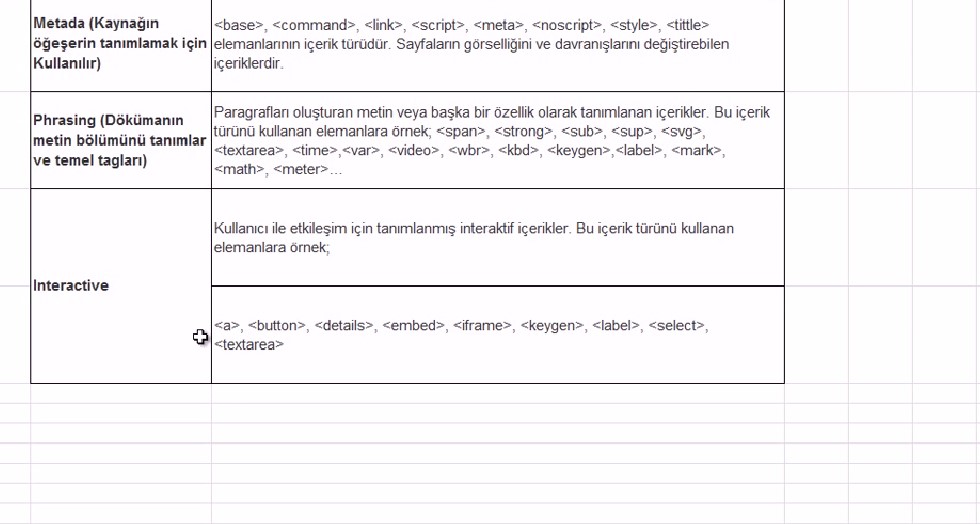 Metada (Kaynağın
öğeşerin tanımlamak için
Kullanılır)
<base>, <command>, <link>, <script>, <meta>, <noscript>, <style>, <tittle>
elemanlarının içerik türüdür. Sayfaların görselliğini ve davranışlarını değiştirebilen
içeriklerdir.
Phrasing (Dökümanın
metin bölümünü tanımlar
ve temel tagları)
Paragrafları oluşturan metin veya başka bir özellik olarak tanımlanan içerikler. Bu içerik
türünü kullanan elemanlara örnek; <span>, <strong>, <sub>, <sup>, <svg>,
<textarea>, <time>,<var>, <video>, <wbr>, <kbd>, <keygen>,<label>, <mark>,
<math>, <meter>...
Interactive
Kullanıcı ile etkileşim için tanımlanmış interaktif içerikler. Bu içerik türünü kullanan
elemanlara örnek;
<a>, <button>, <details>, <embed>, <iframe>, <keygen>, <label>, <select>,
<textarea>